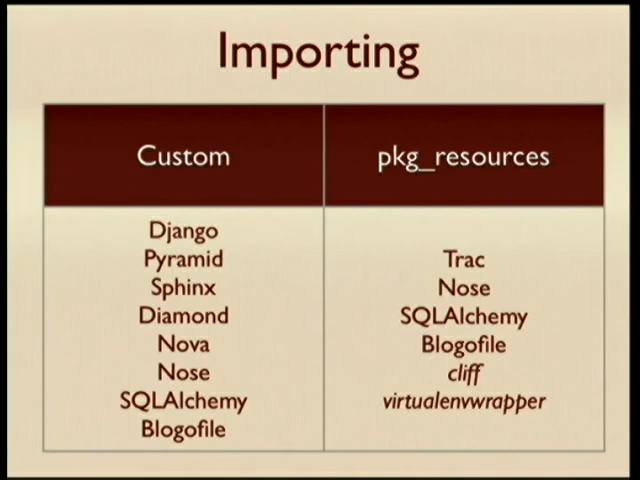 Importing
Custom
pkg_resources
Django
Pyramid
Sphinx
Diamond
Nova
Nose
SQLAlchemy
Blogofile
Trac
Nose
SQLAlchemy
Blogofile
cliff
virtualenvwrapper